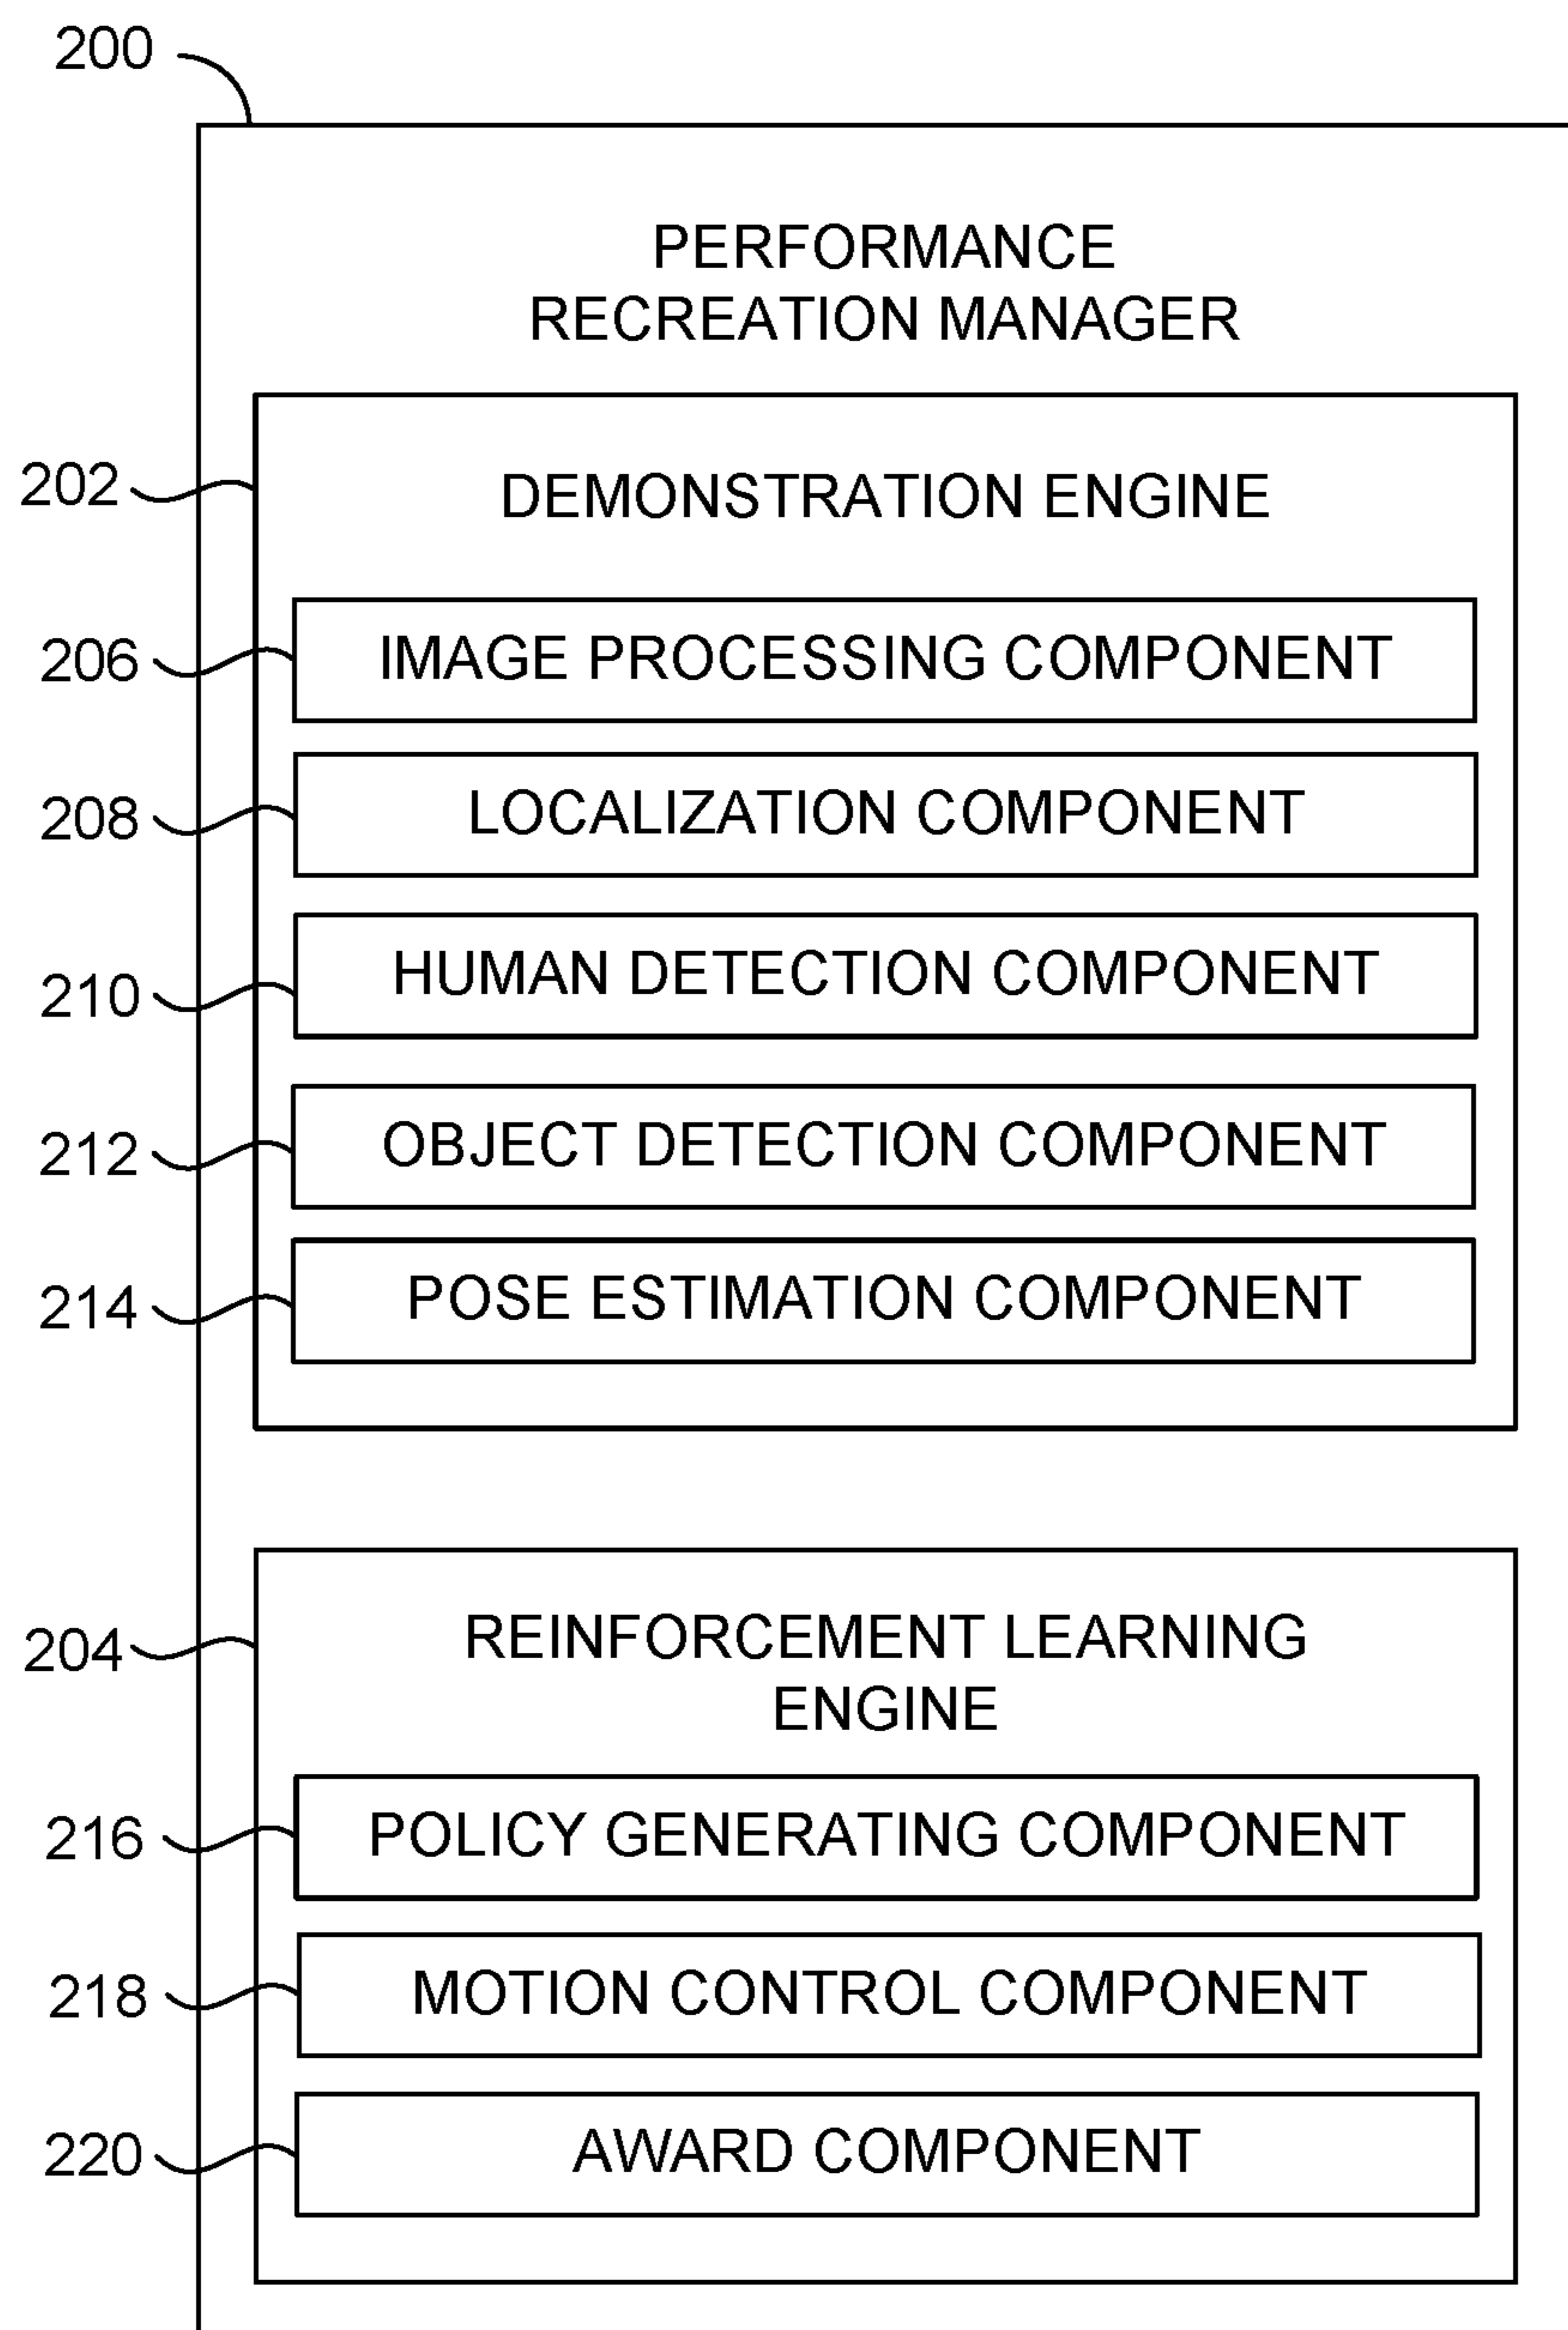 200
PERFORMANCE
RECREATION MANAGER
202
DEMONSTRATION ENGINE
206
IMAGE PROCESSING COMPONENT
208
LOCALIZATION COMPONENT
210
HUMAN DETECTION COMPONENT
212
OBJECT DETECTION COMPONENT
214
POSE ESTIMATION COMPONENT
204
REINFORCEMENT LEARNING
ENGINE
216
POLICY GENERATING COMPONENT
218
MOTION CONTROL COMPONENT
220
AWARD COMPONENT